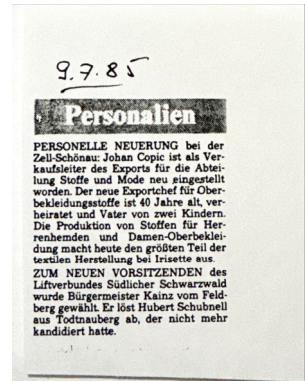 9.7.85
Personalien
PERSONELLE NEUERUNG bei der
Zell-Schönau: Johan Copic ist als Ver-
kaufsleiter des Exports für die Abtei-
lung Stoffe und Mode neu eingestellt
worden. Der neue Exportchef für Ober-
bekleidungsstoffe ist 40 Jahre alt, ver-
heiratet und Vater von zwei Kindern.
Die Produktion von Stoffen für Her-
renhemden und Damen-Oberbeklei-
dung macht heute den größten Teil der
textilen Herstellung bei Irisette aus.
ZUM NEUEN VORSITZENDEN des
Liftverbundes Südlicher Schwarzwald
wurde Bürgermeister Kainz vom Feld-
berg gewählt. Er löst Hubert Schubnell
aus Todtnauberg ab, der nicht mehr
kandidiert hatte.